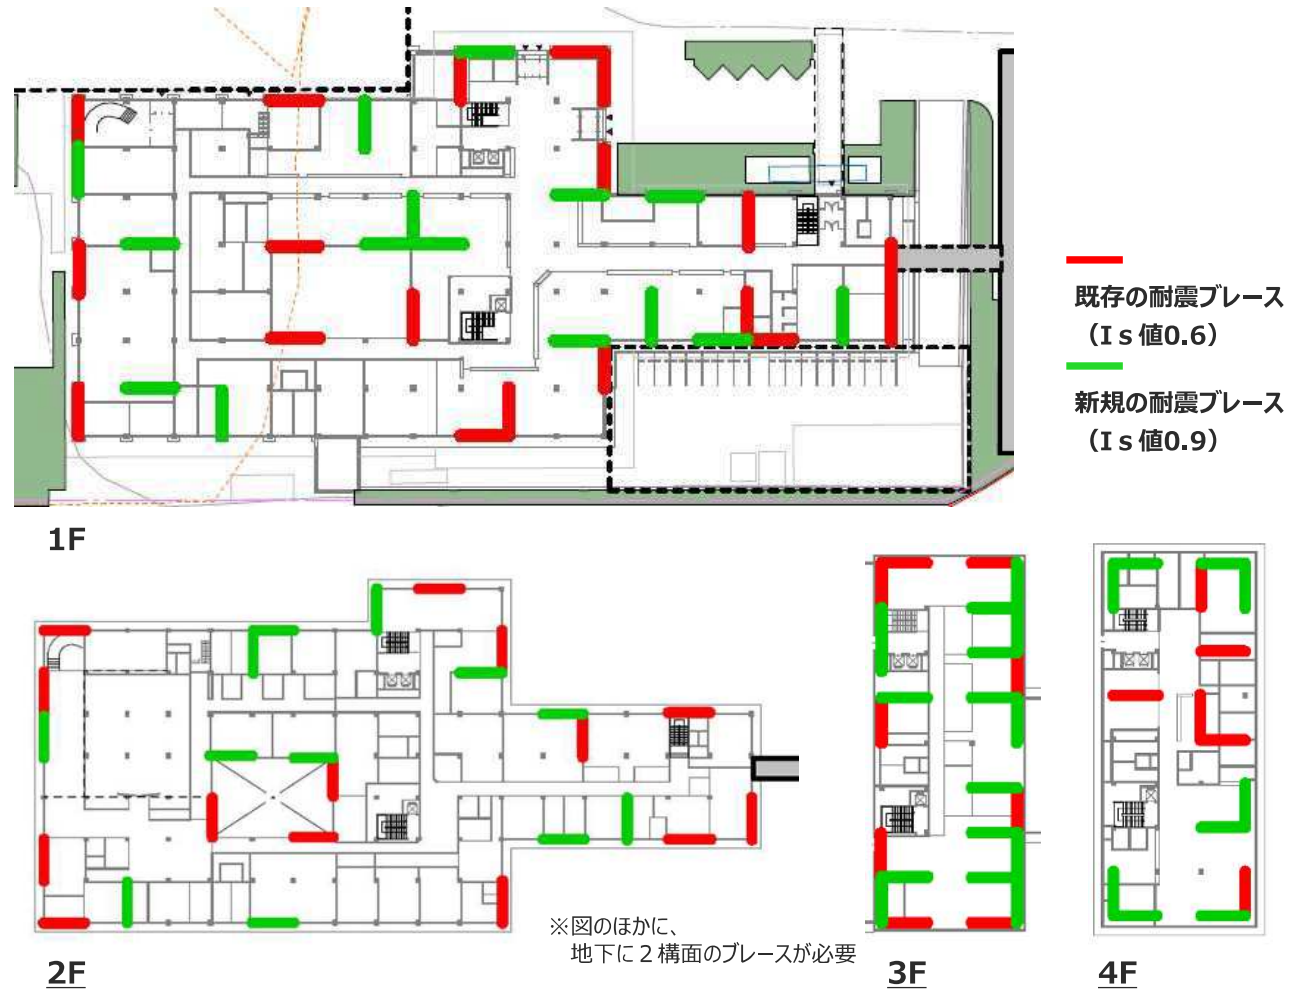 既存の耐震ブレース
（Ｉｓ値0.6）
新規の耐震ブレース
（Ｉｓ値0.9）
1F
2F
※図のほかに、
地下に２構面のブレースが必要
3F
4F